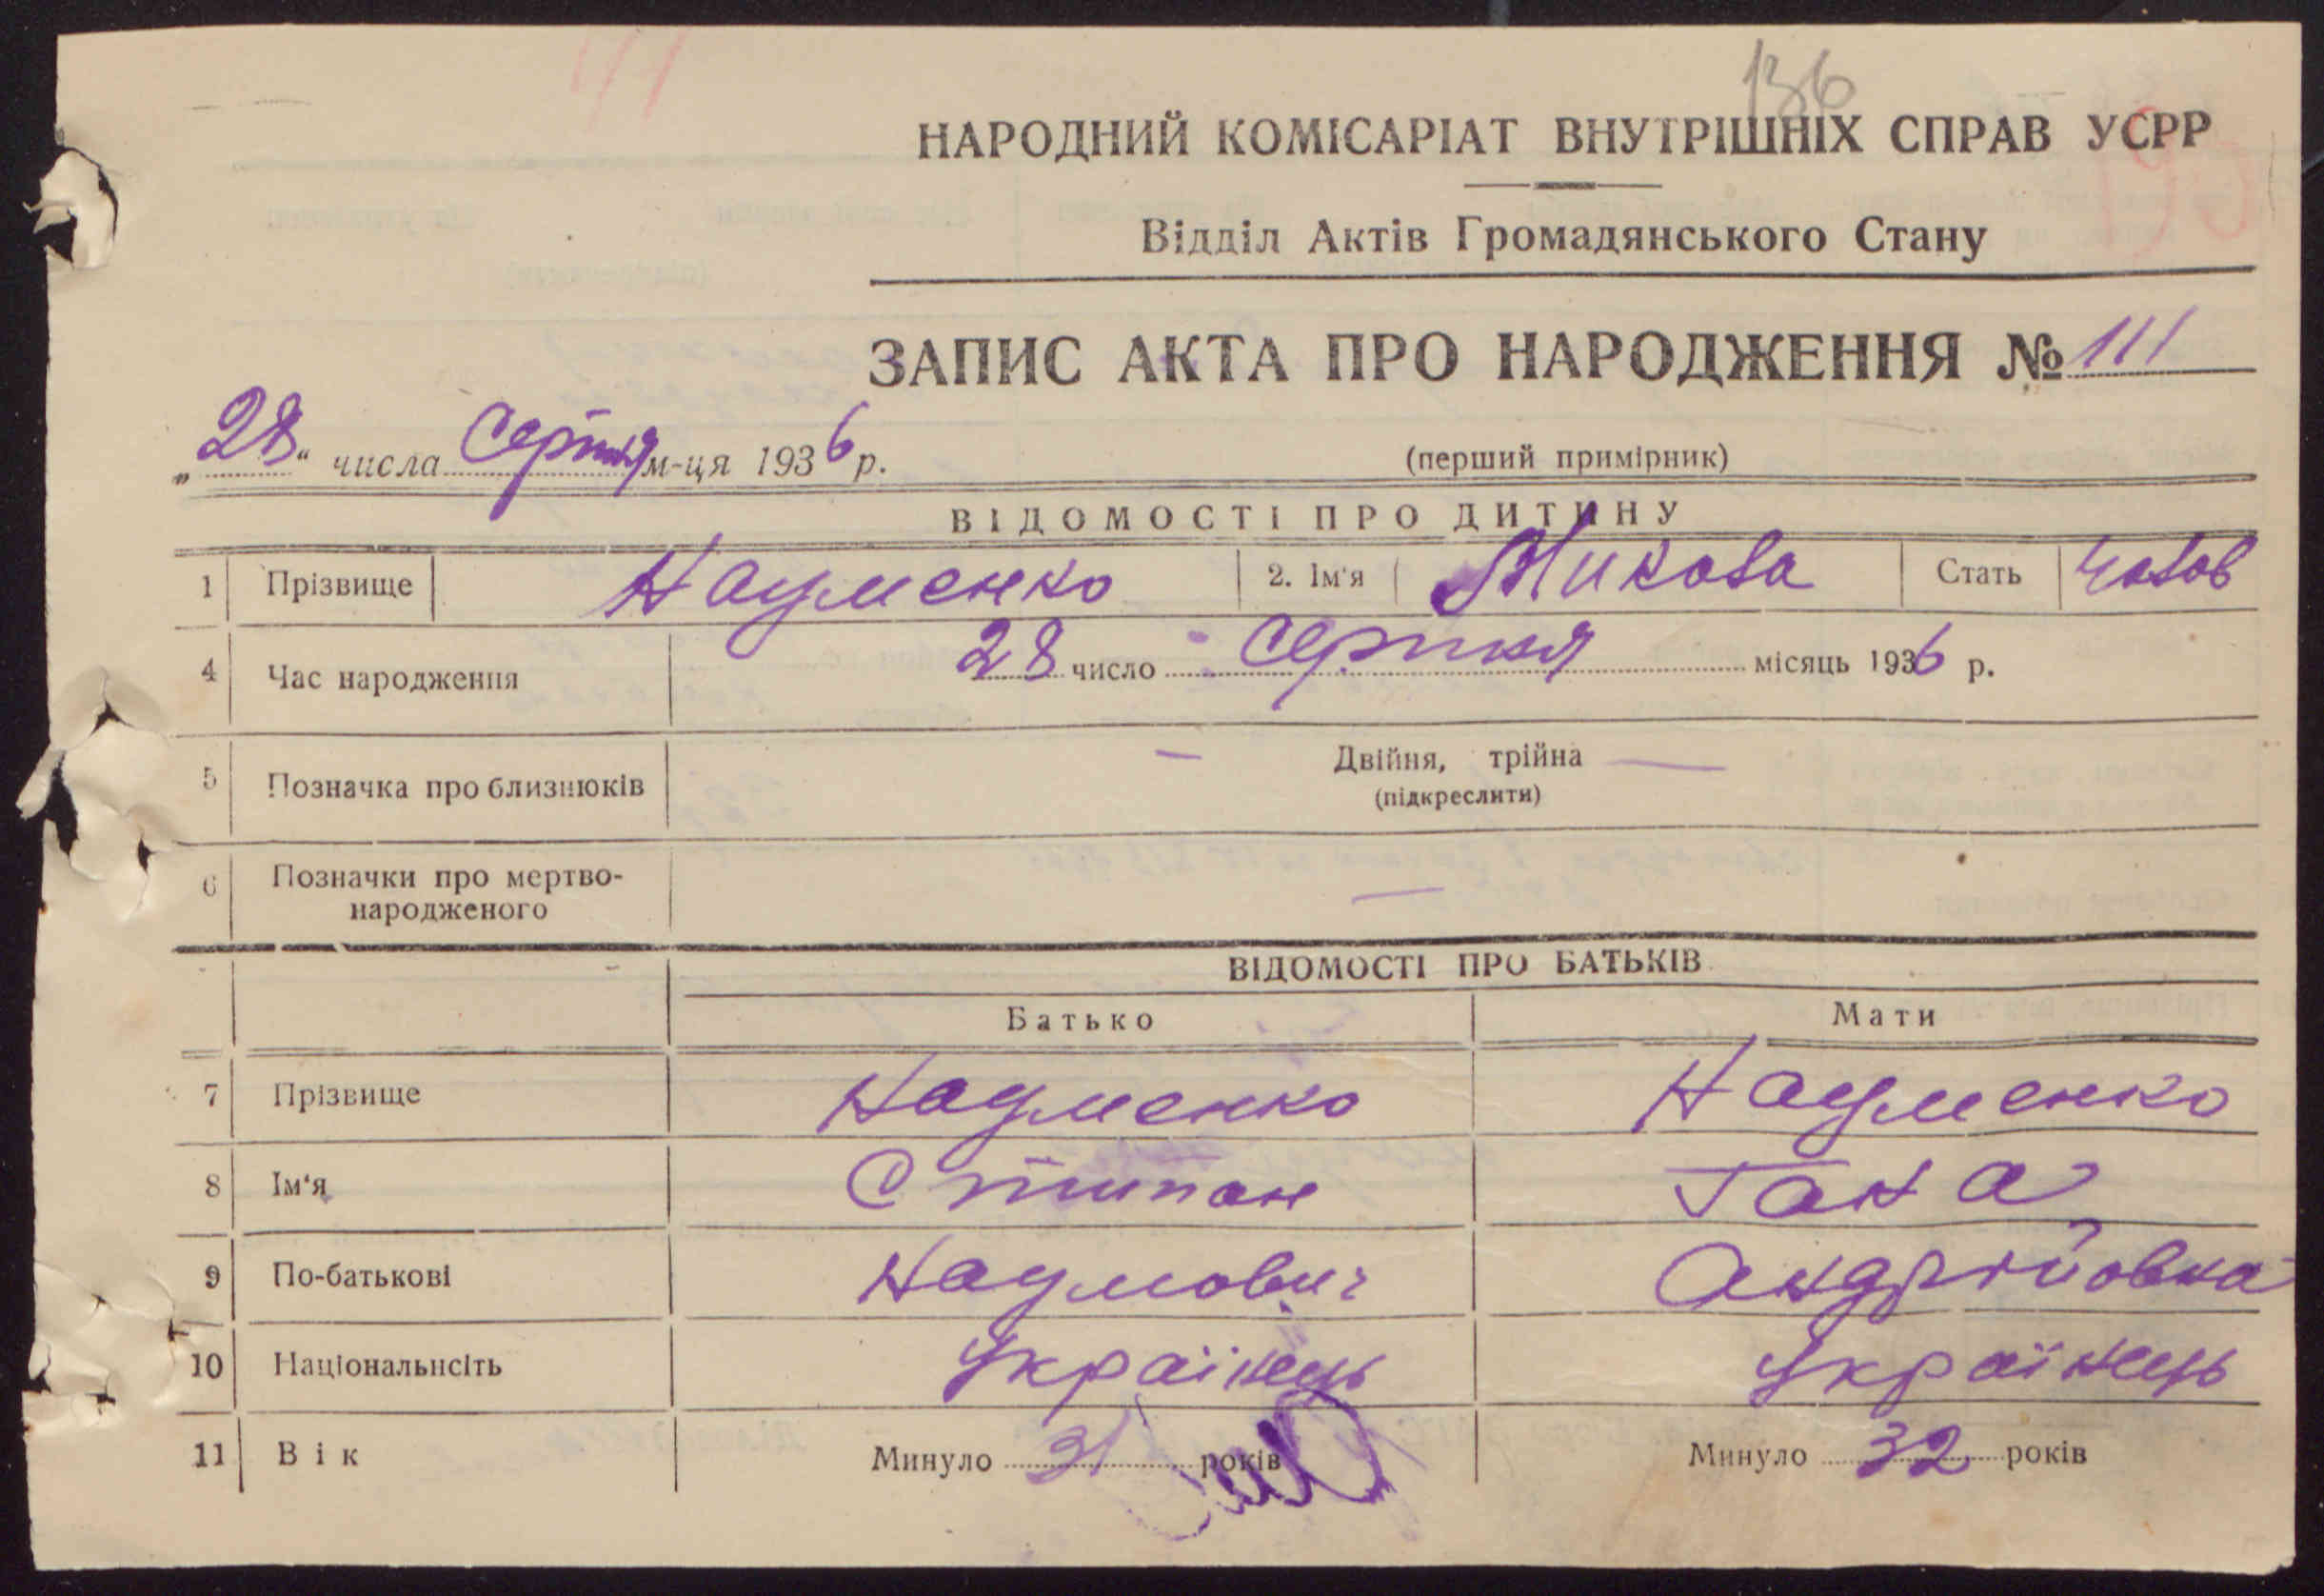 136
НАРОДНИЙ КОМІСАРІАТ ВНУТРІШНІХ СПРАВ УСРР
Відділ Актів Громадянського Стану
ЗАПИС АКТА ПРО НАРОДЖЕННЯ № 111
„28“ числа Серпня м-ця 1936 р.
(перший примірник)
ВІДОМОСТІ ПРО ДИТИНУ
1 Прізвище Науменко 2. Ім'я Микола Стать Чолов
4 Час народження 28 число Серпня місяць 1936 р.
5 Позначка про близнюків — Двійня, трійна —
(підкреслити)
6 Позначки про мертво-
народженого —
ВІДОМОСТІ ПРО БАТЬКІВ
Батько Мати
7 Прізвище Науменко Науменко
8 Ім'я Стипан Гана
9 По-батькові Наумович Андрійовна
10 Національнсіть Українець Українець
11 Вік Минуло 31 років Минуло 32 років